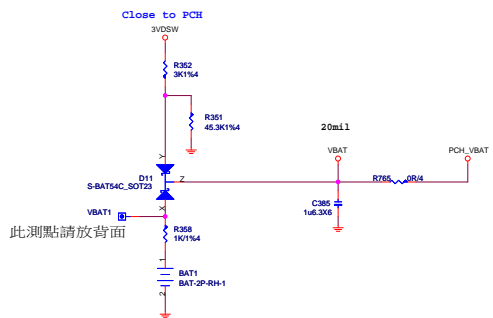 Close to PCH
3VDSW
R352
3K1%4
R351
45.3K1%4
20mil
Y
VBAT
PCH_VBAT
D11
S-BAT54C_SOT23
Z
R765
0R/4
X
C385
1u6.3X6
VBAT1
此測點請放背面
R358
1K/1%4
1
BAT1
BAT-2P-RH-1
2